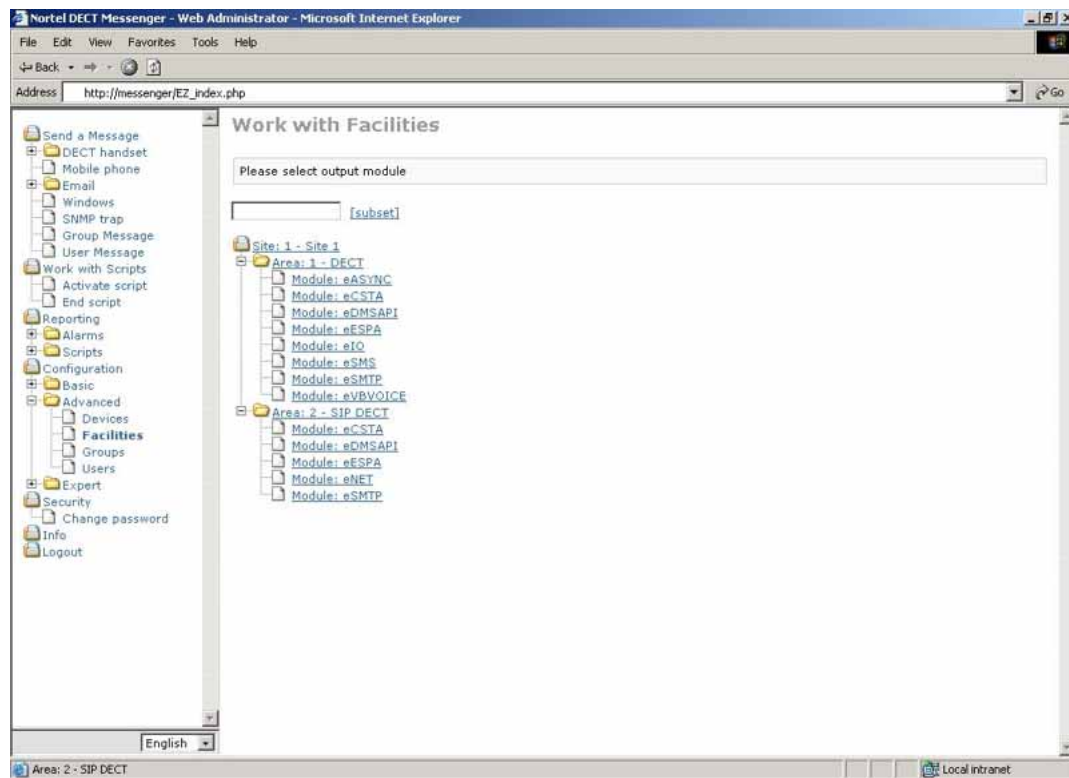 Nortel DECT Messenger - Web Administrator - Microsoft Internet Explorer
File Edit View Favorites Tools Help
Back
Address http://messenger/EZ_index.php Go
Send a Message
DECT handset
Mobile phone
Email
Windows
SNMP trap
Group Message
User Message
Work with Scripts
Activate script
End script
Reporting
Alarms
Scripts
Configuration
Basic
Advanced
Devices
Facilities
Groups
Users
Expert
Security
Change password
Info
Logout
English
Work with Facilities
Please select output module
[subset]
Site: 1 - Site 1
Area: 1 - DECT
Module: eASYNC
Module: eCSTA
Module: eDMSAPI
Module: eESPA
Module: eIO
Module: eSMS
Module: eSMTP
Module: eVBVOICE
Area: 2 - SIP DECT
Module: eCSTA
Module: eDMSAPI
Module: eESPA
Module: eNET
Module: eSMTP
Area: 2 - SIP DECT
Local intranet